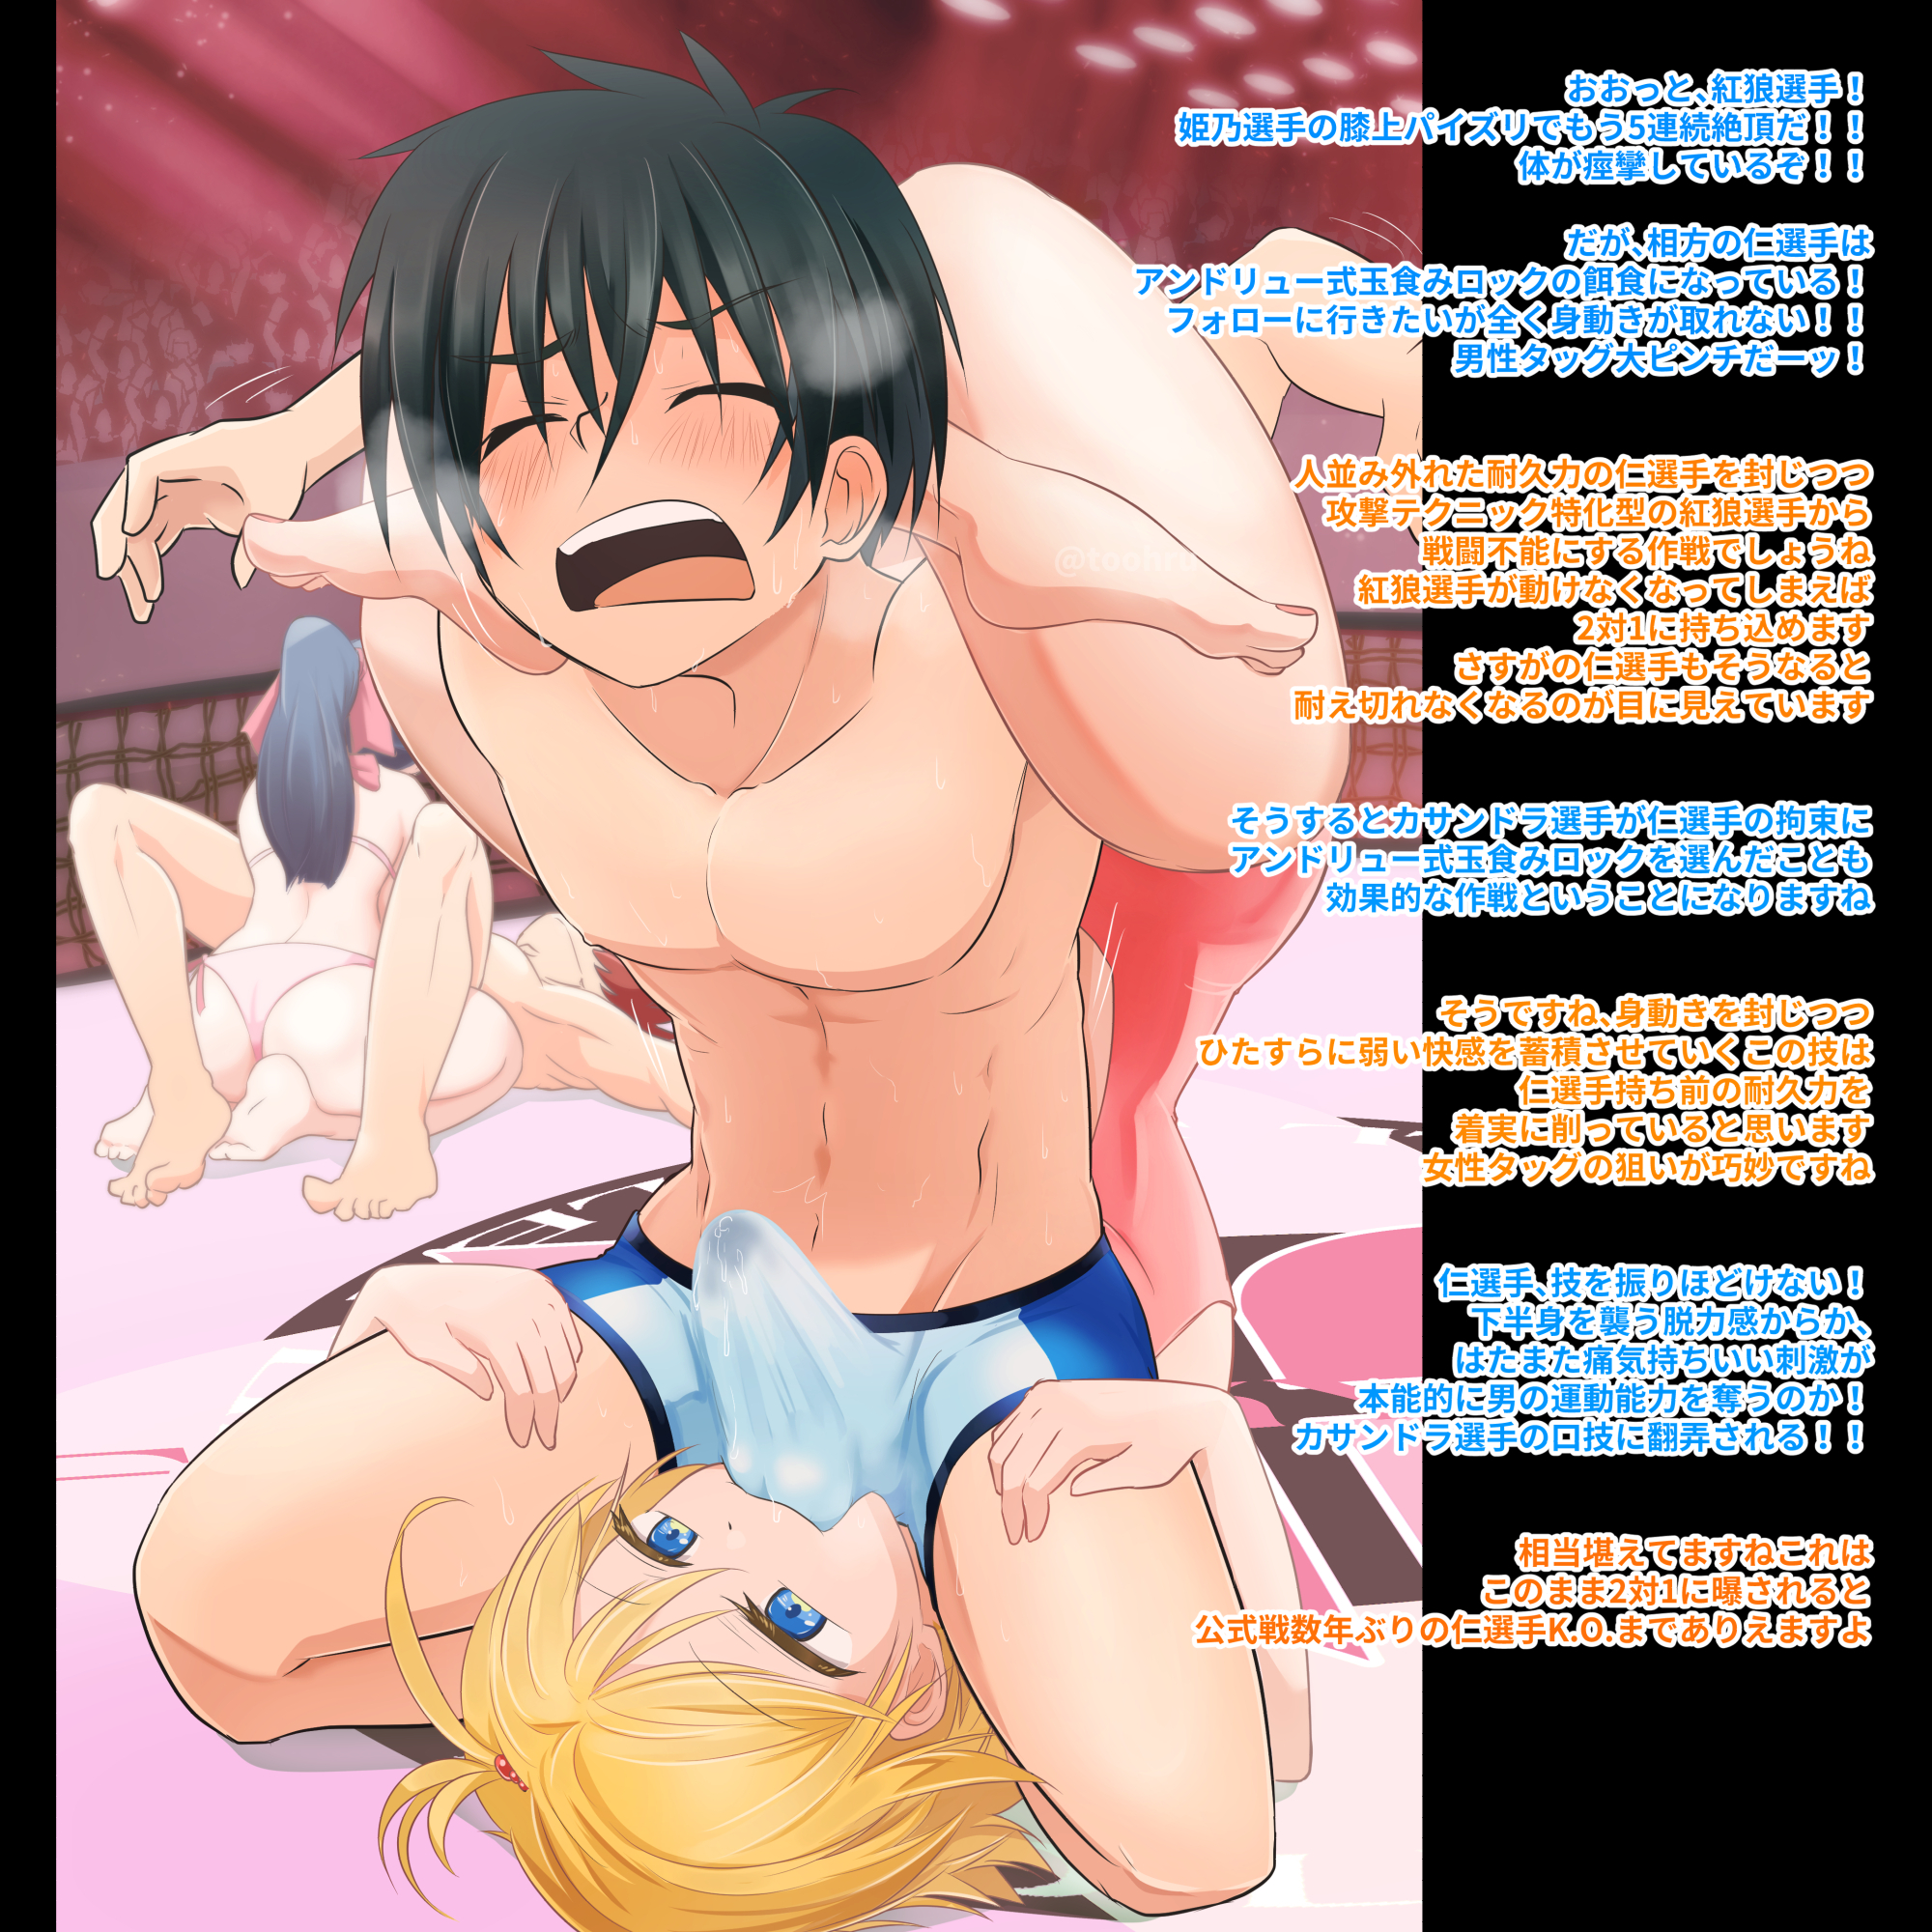 おおっと、紅狼選手！
姫乃選手の膝上パイズリでもう5連続絶頂だ！！
体が痙攣しているぞ！！
だが、相方の仁選手は
アンドリュー式玉食みロックの餌食になっている！
フォローに行きたいが全く身動きが取れない！！
男性タッグ大ピンチだーッ！
人並み外れた耐久力の仁選手を封じつつ
攻撃テクニック特化型の紅狼選手から
戦闘不能にする作戦でしょうね
紅狼選手が動けなくなってしまえば
2対1に持ち込めます
さすがの仁選手もそうなると
耐え切れなくなるのが目に見えています
そうするとカサンドラ選手が仁選手の拘束に
アンドリュー式玉食みロックを選んだことも
効果的な作戦ということになりますね
そうですね、身動きを封じつつ
ひたすらに弱い快感を蓄積させていくこの技は
仁選手持ち前の耐久力を
着実に削っていると思います
女性タッグの狙いが巧妙ですね
仁選手、技を振りほどけない！
下半身を襲う脱力感からか、
はたまた痛気持ちいい刺激が
本能的に男の運動能力を奪うのか！
カサンドラ選手の口技に翻弄される！！
相当堪えてますねこれは
このまま2対1に曝されると
公式戦数年ぶりの仁選手K.O.までありえますよ